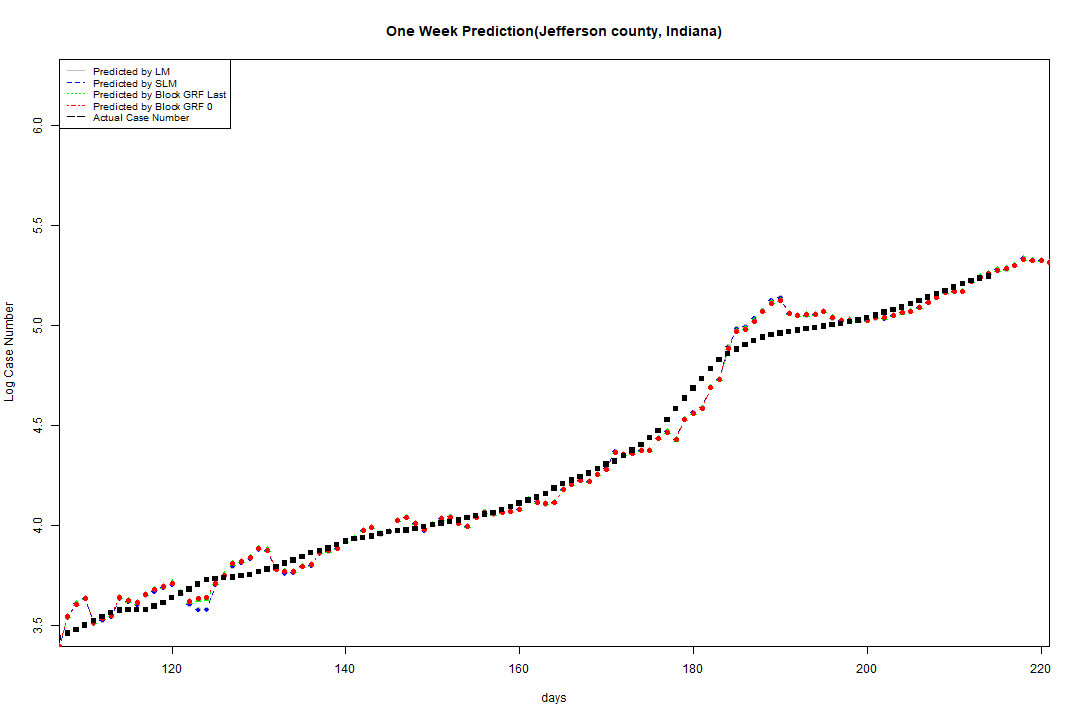 One Week Prediction(Jefferson county, Indiana)
Predicted by LM
Predicted by SLM
Predicted by Block GRF Last
Predicted by Block GRF 0
Actual Case Number
6.0
5.5
5.0
4.5
4.0
3.5
Log Case Number
120 140 160 180 200 220
days